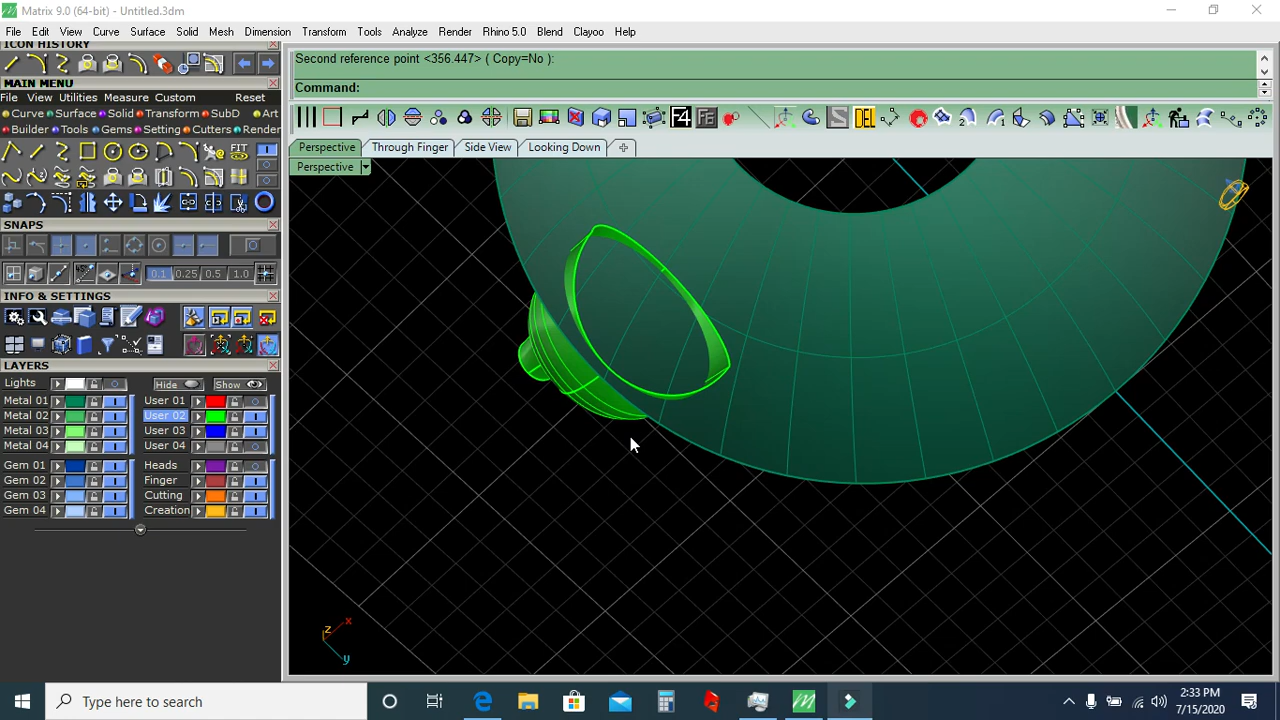 Matrix 9.0 (64-bit) - Untitled.3dm
File Edit View Curve Surface Solid Mesh Dimension Transform Tools Analyze Render Rhino 5.0 Blend Clayoo Help
ICON HISTORY
Second reference point <356.447> ( Copy=No ):
MAIN MENU
Command:
File View Utilities Measure Custom Reset
Curve Surface Solid Transform SubD Art
Builder Tools Gems Setting Cutters Render
F4
DEL
FIT
Perspective Through Finger Side View Looking Down
Perspective
SNAPS
0.1 0.25 0.5 1.0
INFO & SETTINGS
LAYERS
Lights Hide Show
Metal 01 User 01
Metal 02 User 02
Metal 03 User 03
Metal 04 User 04
Gem 01 Heads
Gem 02 Finger
Gem 03 Cutting
Gem 04 Creation
z x
y
Type here to search
2:33 PM
7/15/2020